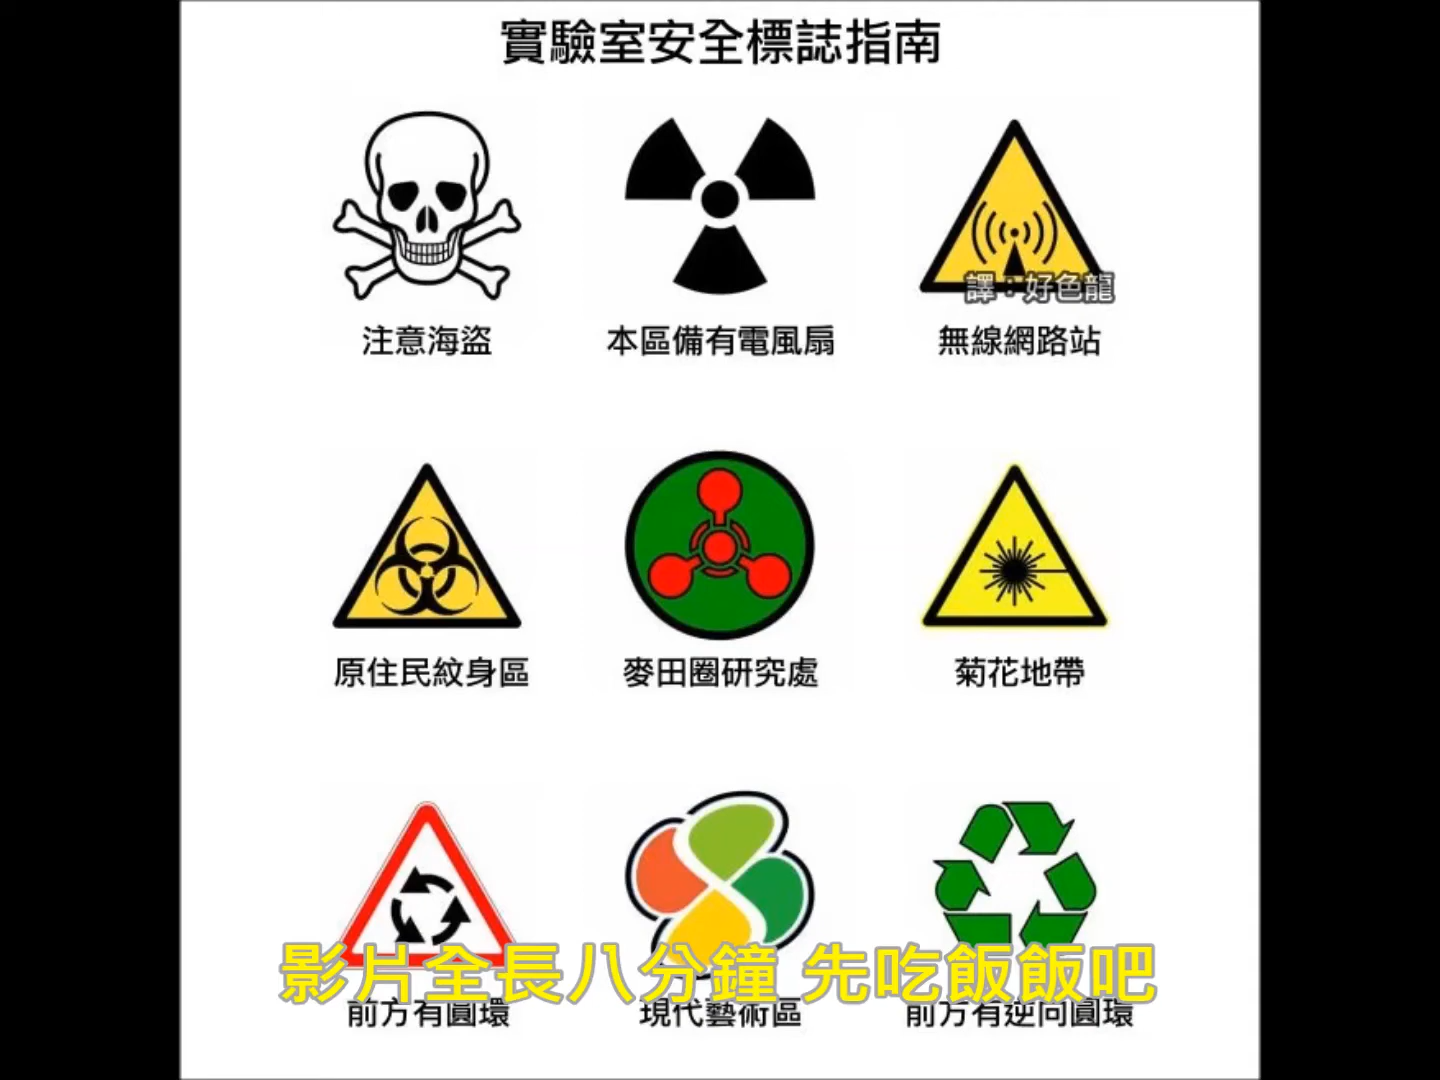 實驗室安全標誌指南
譯：好色龍
注意海盜
本區備有電風扇
無線網路站
原住民紋身區
麥田圈研究處
菊花地帶
影片全長八分鐘 先吃飯飯吧
前方有圓環
現代藝術區
前方有逆向圓環